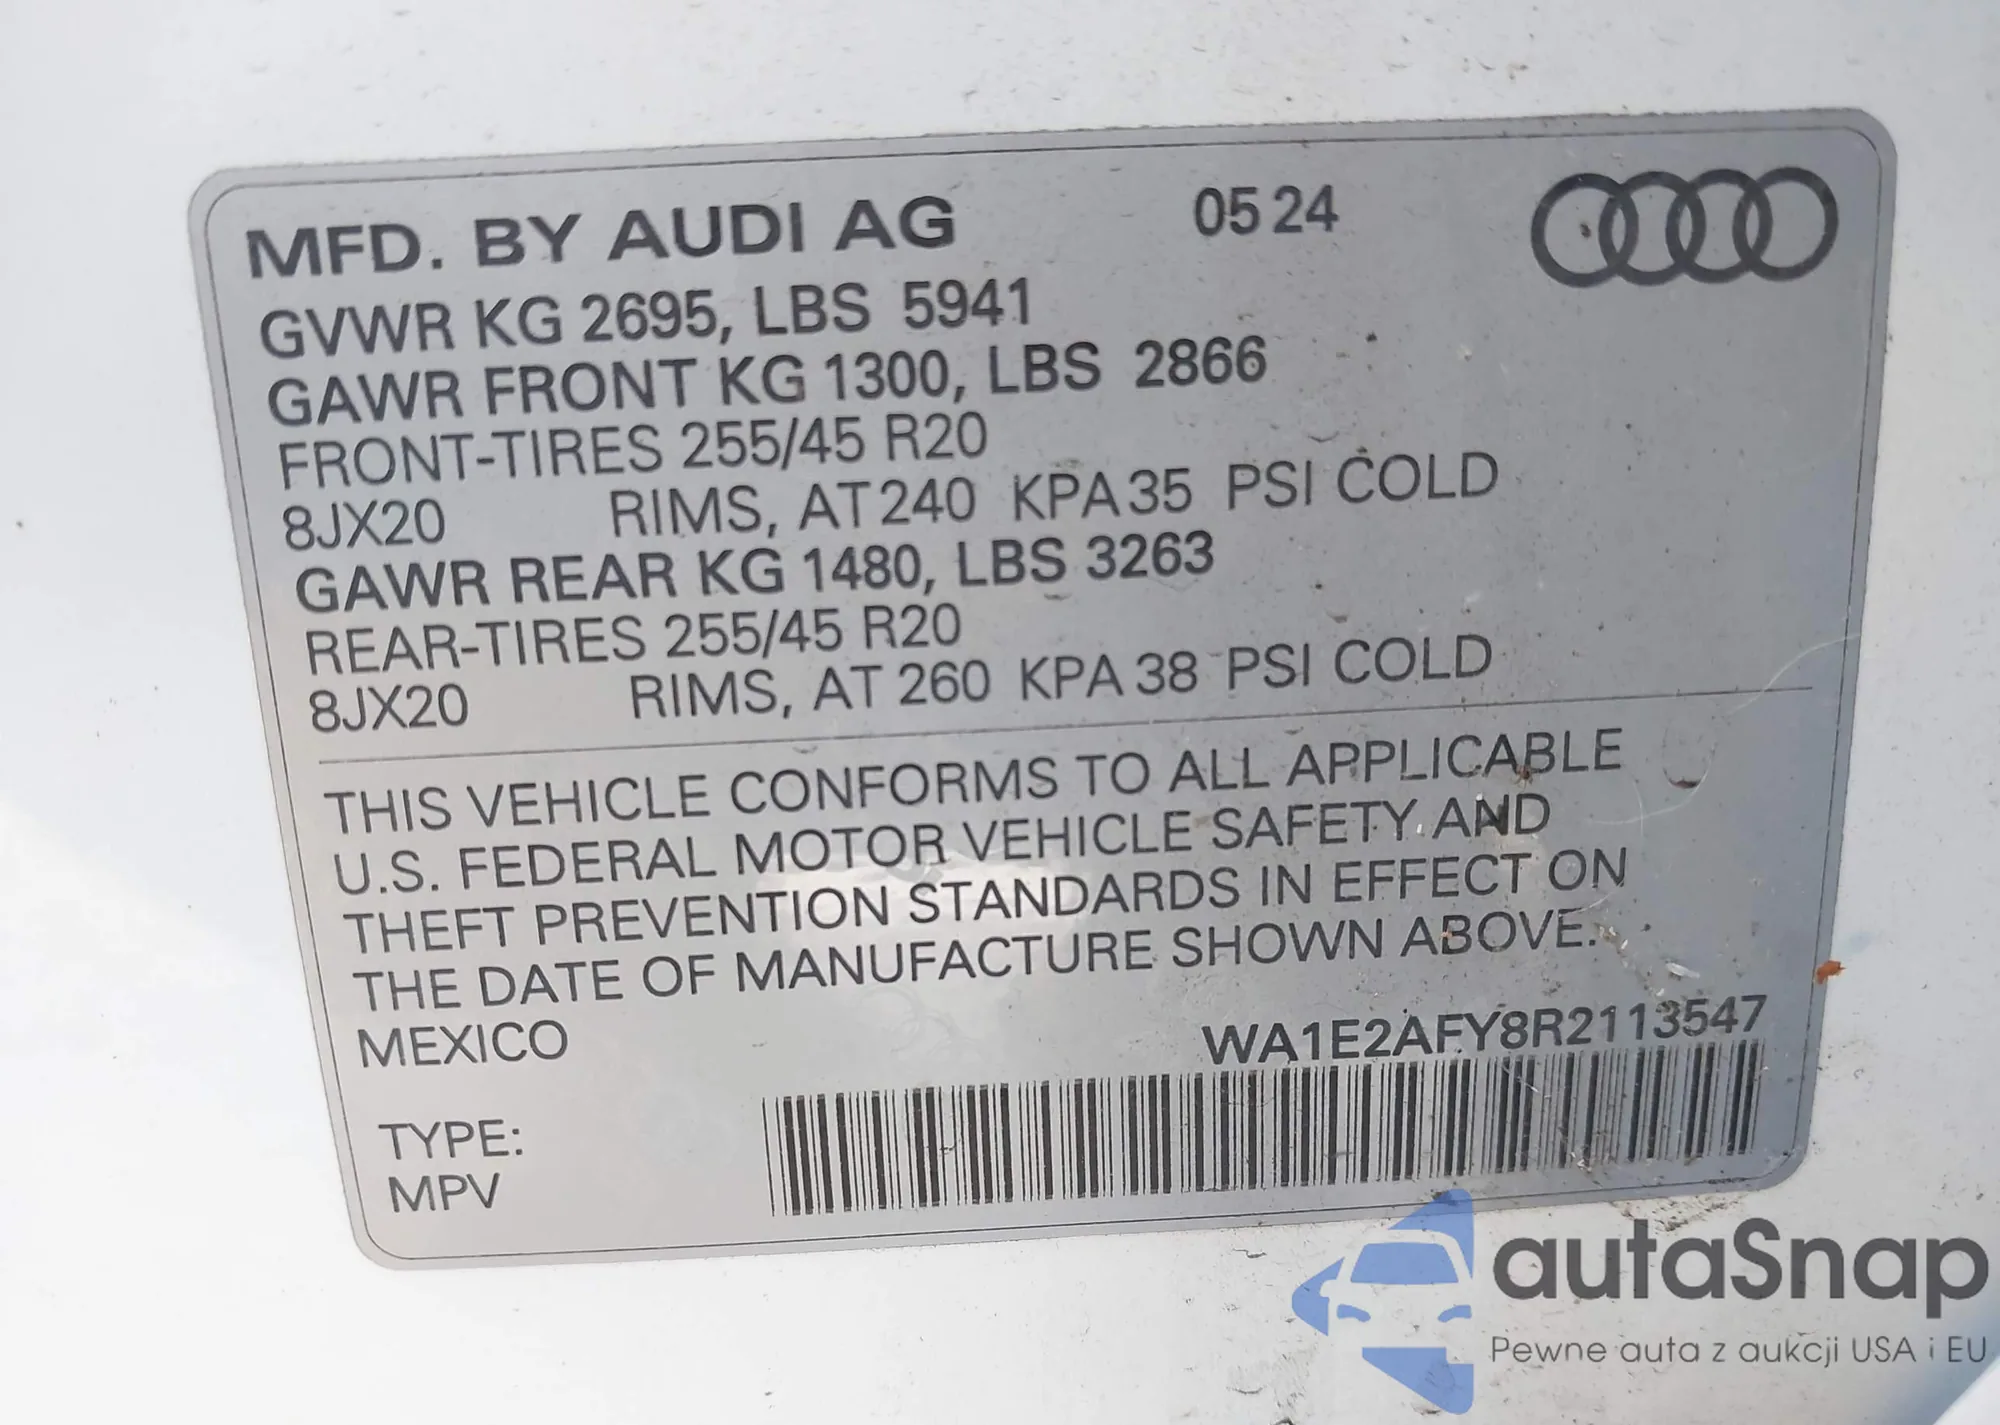 MFD. BY AUDI AG 05 24
GVWR KG 2695, LBS 5941
GAWR FRONT KG 1300, LBS 2866
FRONT-TIRES 255/45 R20
8JX20 RIMS, AT 240 KPA 35 PSI COLD
GAWR REAR KG 1480, LBS 3263
REAR-TIRES 255/45 R20
8JX20 RIMS, AT 260 KPA 38 PSI COLD
THIS VEHICLE CONFORMS TO ALL APPLICABLE
U.S. FEDERAL MOTOR VEHICLE SAFETY AND
THEFT PREVENTION STANDARDS IN EFFECT ON
THE DATE OF MANUFACTURE SHOWN ABOVE.
MEXICO WA1E2AFY8R2113547
TYPE:
MPV
autaSnap
Pewne auta z aukcji USA i EU